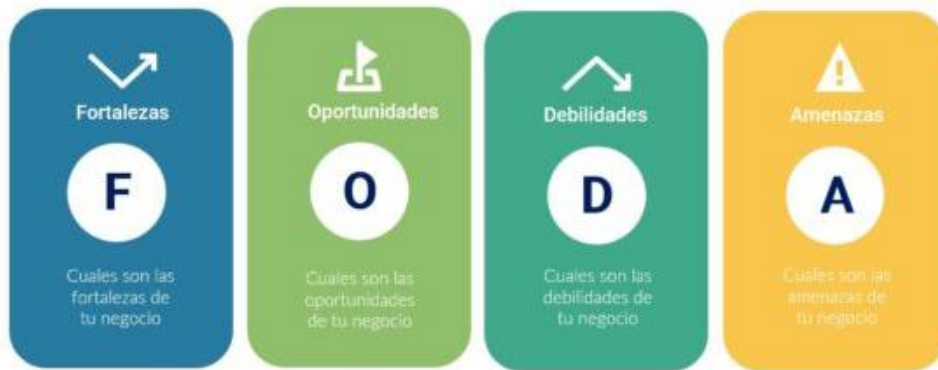 Fortalezas
F
Cuales son las
fortalezas de
tu negocio
Oportunidades
O
Cuales son las
oportunidades
de tu negocio
Debilidades
D
Cuales son las
debilidades de
tu negocio
Amenazas
A
Cuales son las
amenazas de
tu negocio